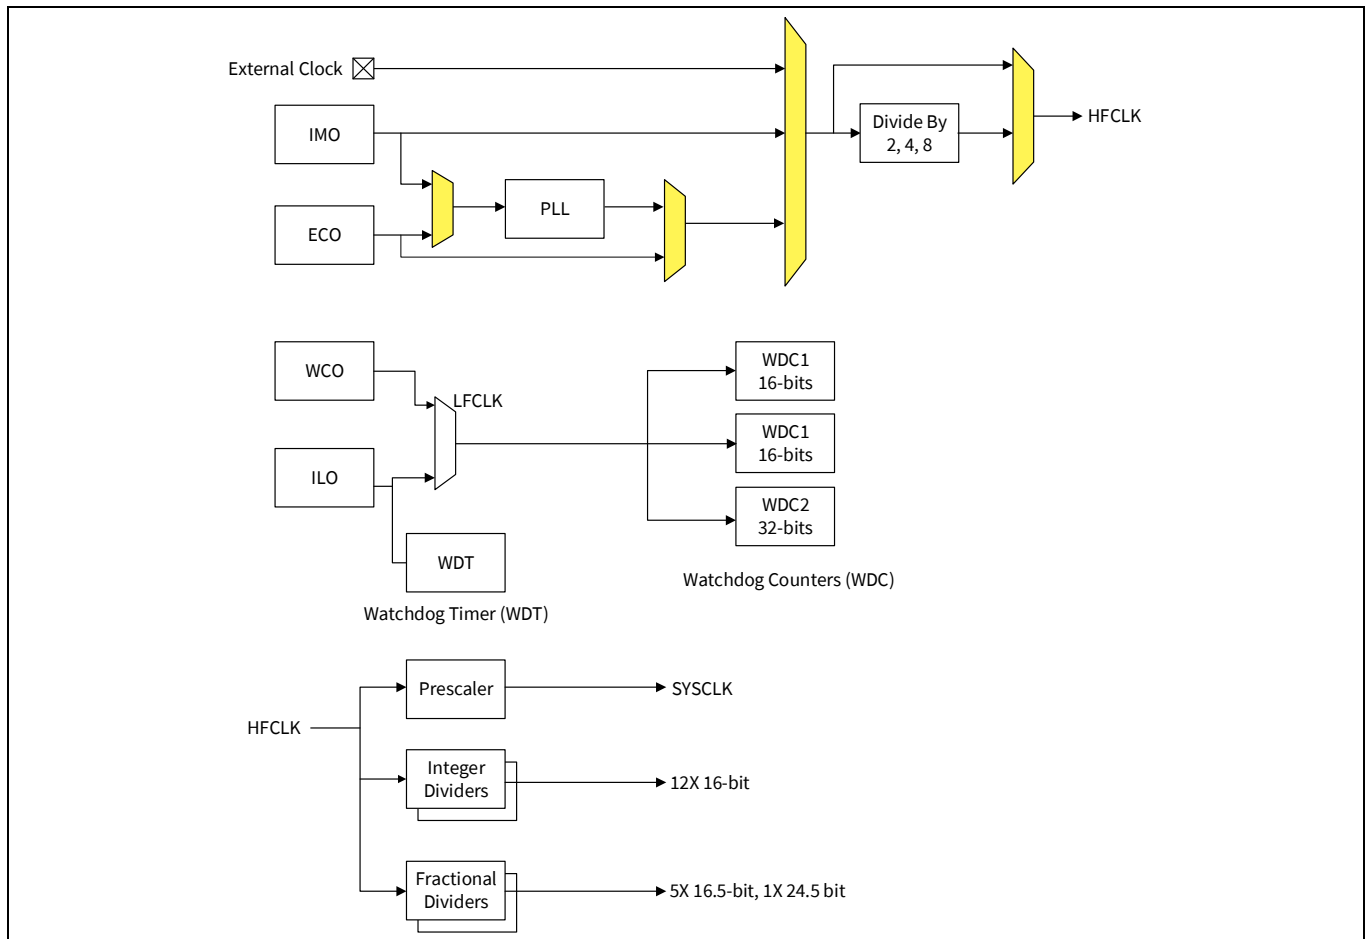 External Clock
IMO
Divide By
2, 4, 8
HFCLK
PLL
ECO
WCO
LFCLK
WDC1
16-bits
WDC1
16-bits
ILO
WDC2
32-bits
WDT
Watchdog Counters (WDC)
Watchdog Timer (WDT)
Prescaler
SYSCLK
HFCLK
Integer
Dividers
12X 16-bit
Fractional
Dividers
5X 16.5-bit, 1X 24.5 bit